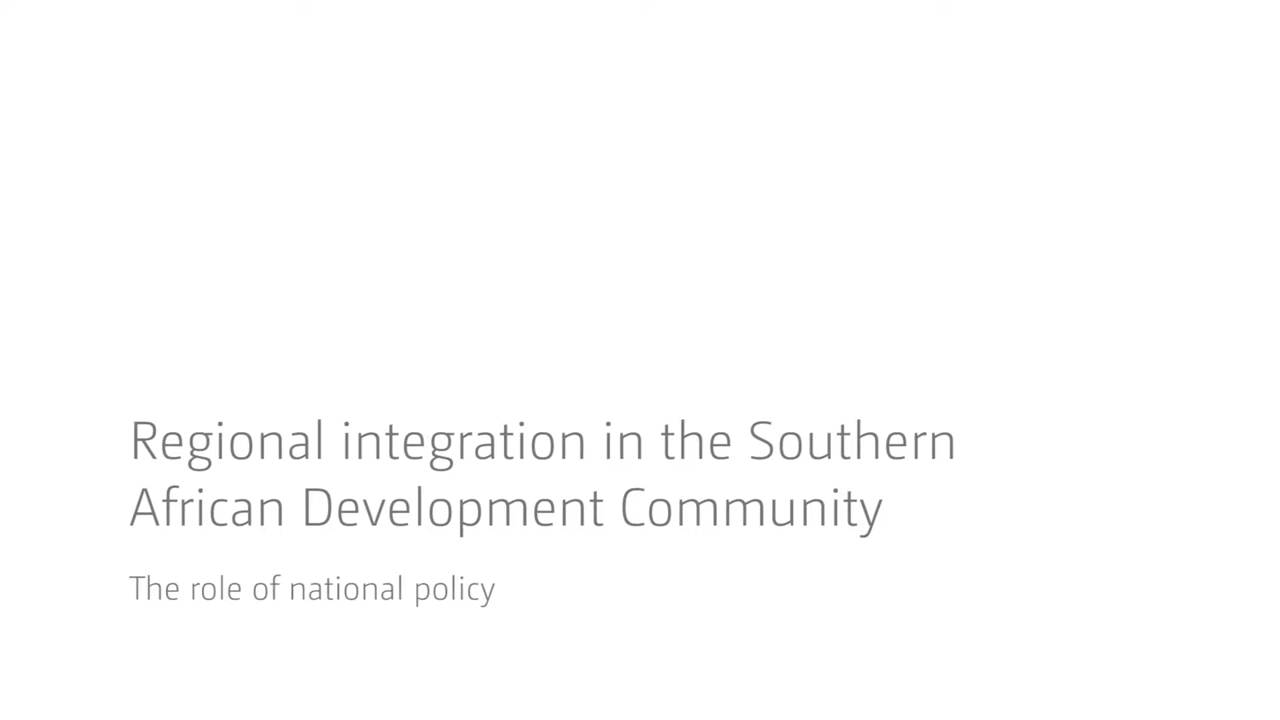 Regional integration in the Southern
African Development Community
The role of national policy